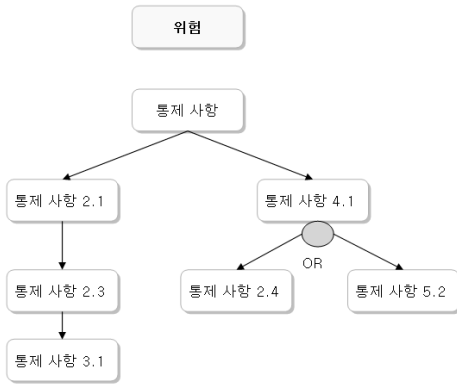 위험
통제 사항
통제 사항 2.1
통제 사항 4.1
OR
통제 사항 2.3
통제 사항 2.4
통제 사항 5.2
통제 사항 3.1